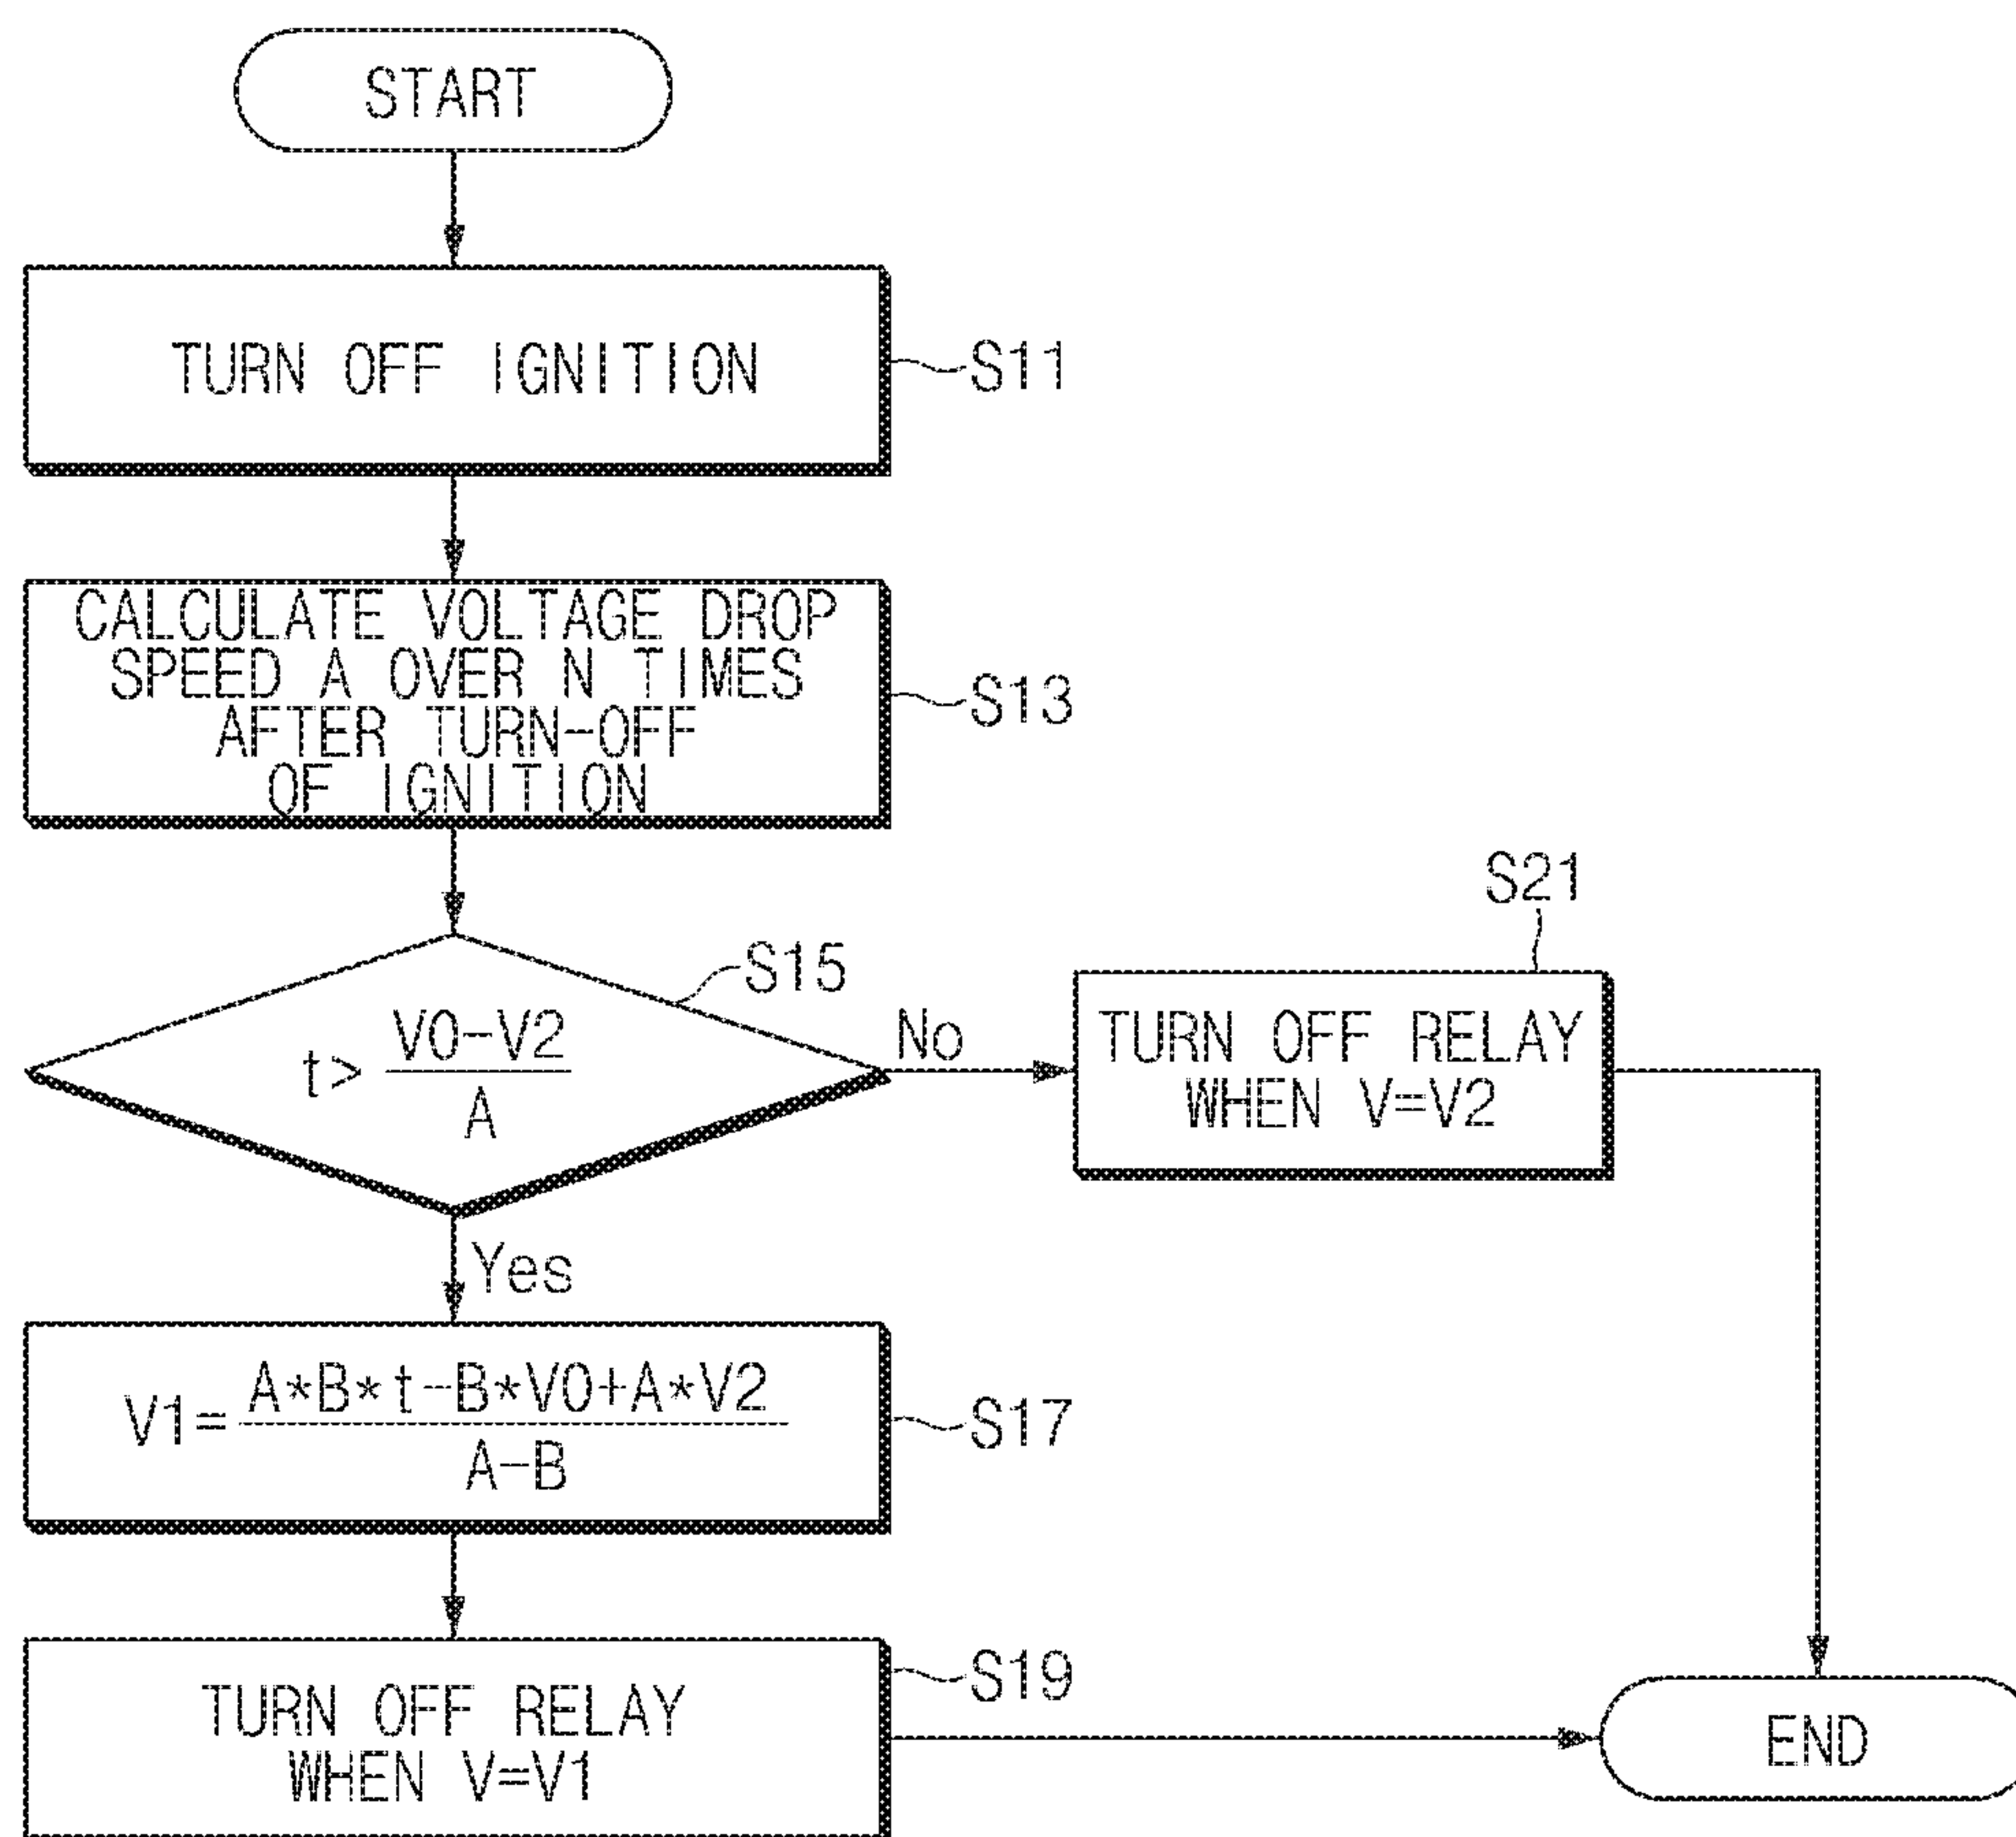 START
TURN OFF IGNITION
S11
CALCULATE VOLTAGE DROP
SPEED A OVER N TIMES
AFTER TURN-OFF
OF IGNITION
S13
S15
t> V0-V2
A
No
S21
TURN OFF RELAY
WHEN V=V2
Yes
V1= A*B*t-B*V0+A*V2
A-B
S17
TURN OFF RELAY
WHEN V=V1
S19
END